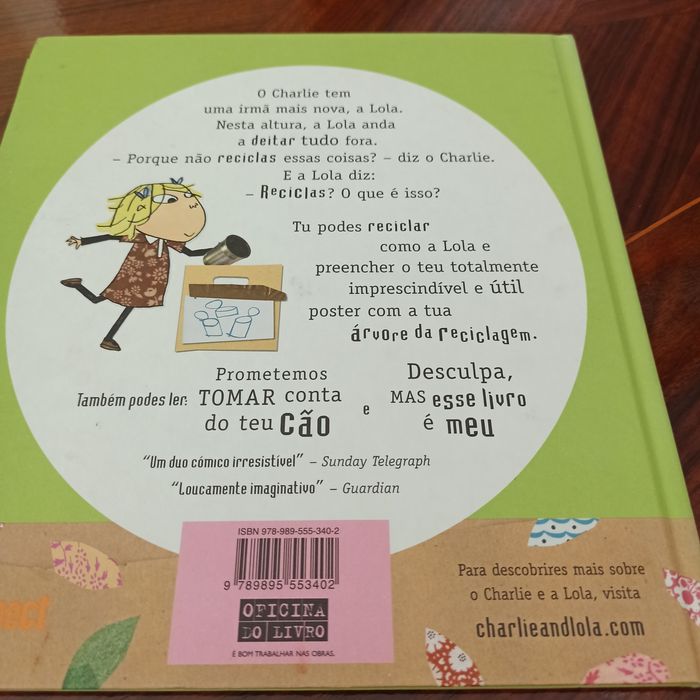 O Charlie tem
uma irmã mais nova, a Lola.
Nesta altura, a Lola anda
a deitar tudo fora.
– Porque não reciclas essas coisas? – diz o Charlie.
E a Lola diz:
– Reciclas? O que é isso?
Tu podes reciclar
como a Lola e
preencher o teu totalmente
imprescindível e útil
poster com a tua
árvore da reciclagem.
Também podes ler:
Prometemos
TOMAR conta
do teu Cão
e
Desculpa,
MAS esse livro
é meu
“Um duo cómico irresistível” – Sunday Telegraph
“Loucamente imaginativo” – Guardian
ISBN 978-989-555-340-2
9 789895 553402
OFICINA
DO LIVRO
É BOM TRABALHAR NAS OBRAS.
Para descobrires mais sobre
o Charlie e a Lola, visita
charlieandlola.com